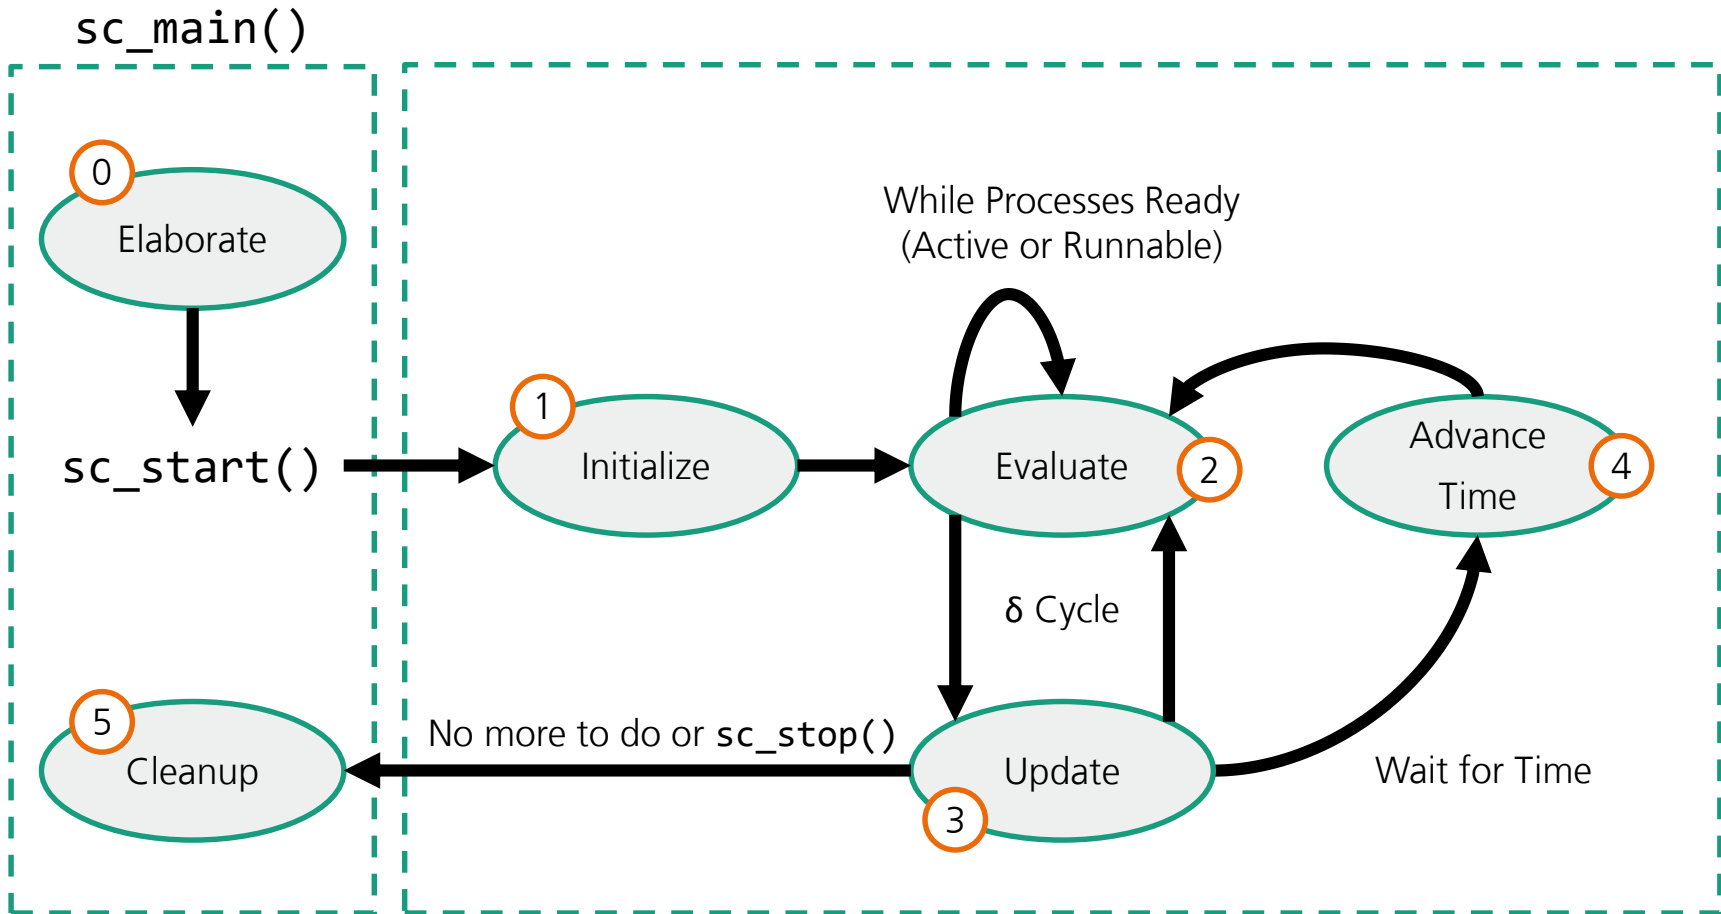 sc_main()
0
Elaborate
While Processes Ready
(Active or Runnable)
1
sc_start()
Initialize
Evaluate
2
Advance
Time
4
δ Cycle
5
Cleanup
No more to do or sc_stop()
Update
3
Wait for Time